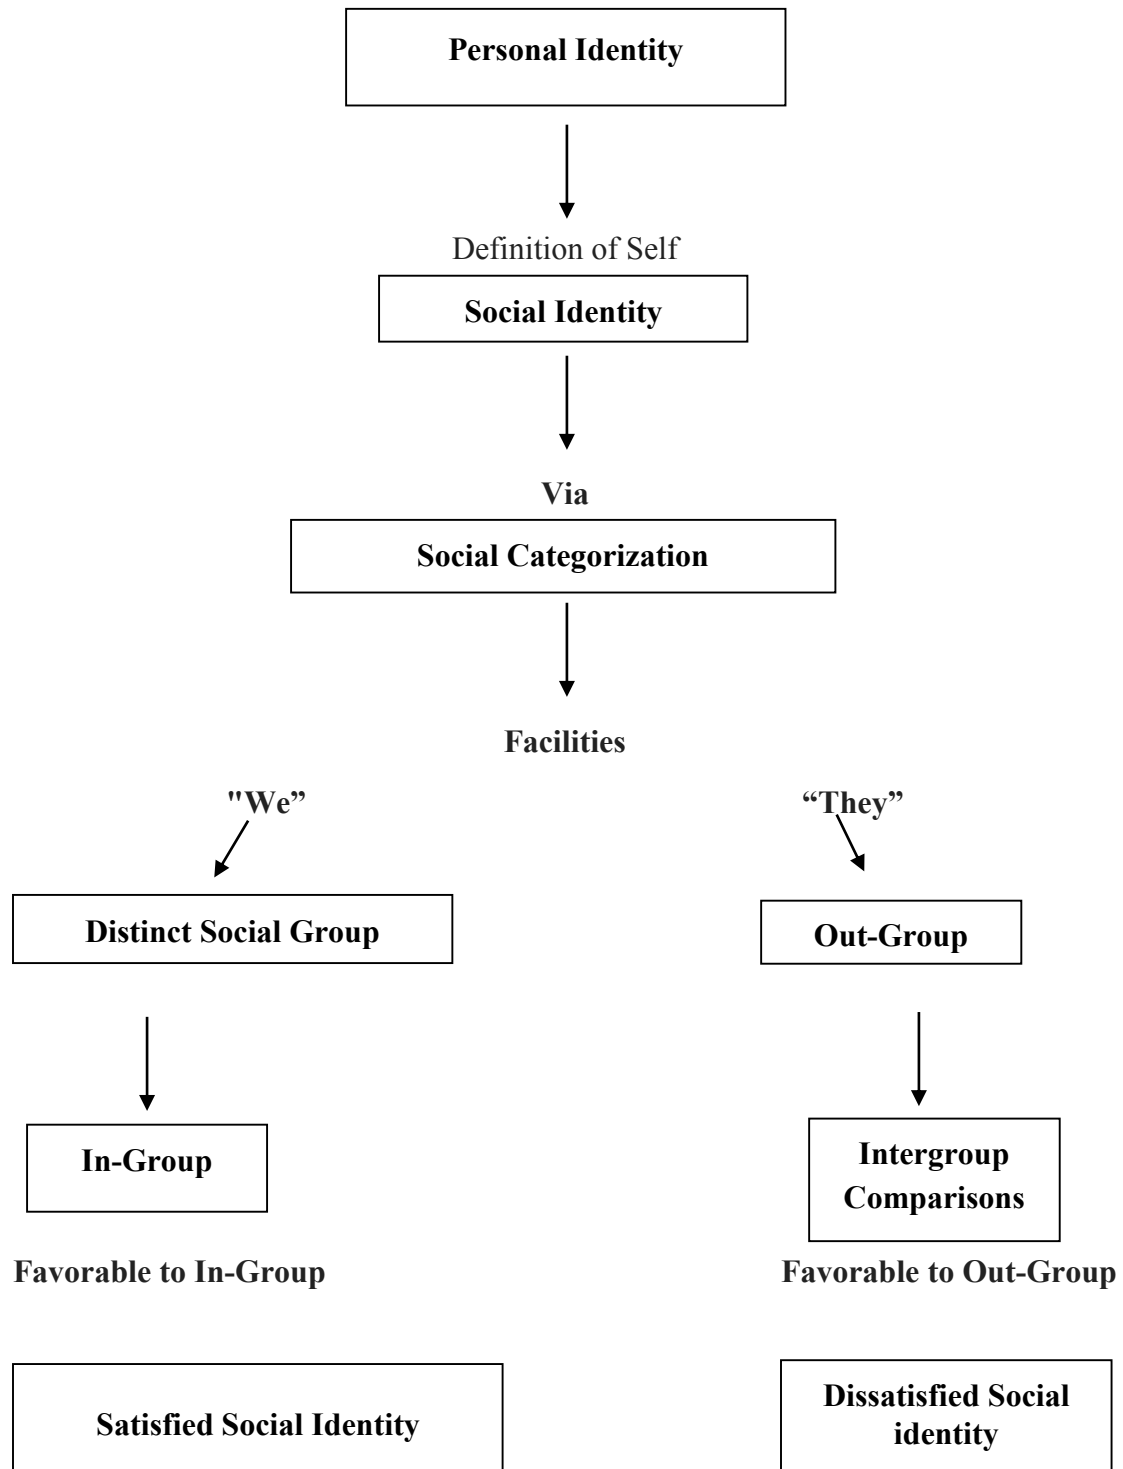 Personal Identity
Definition of Self
Social Identity
Via
Social Categorization
Facilities
"We”
“They”
Distinct Social Group
Out-Group
In-Group
Intergroup
Comparisons
Favorable to In-Group
Favorable to Out-Group
Satisfied Social Identity
Dissatisfied Social
identity